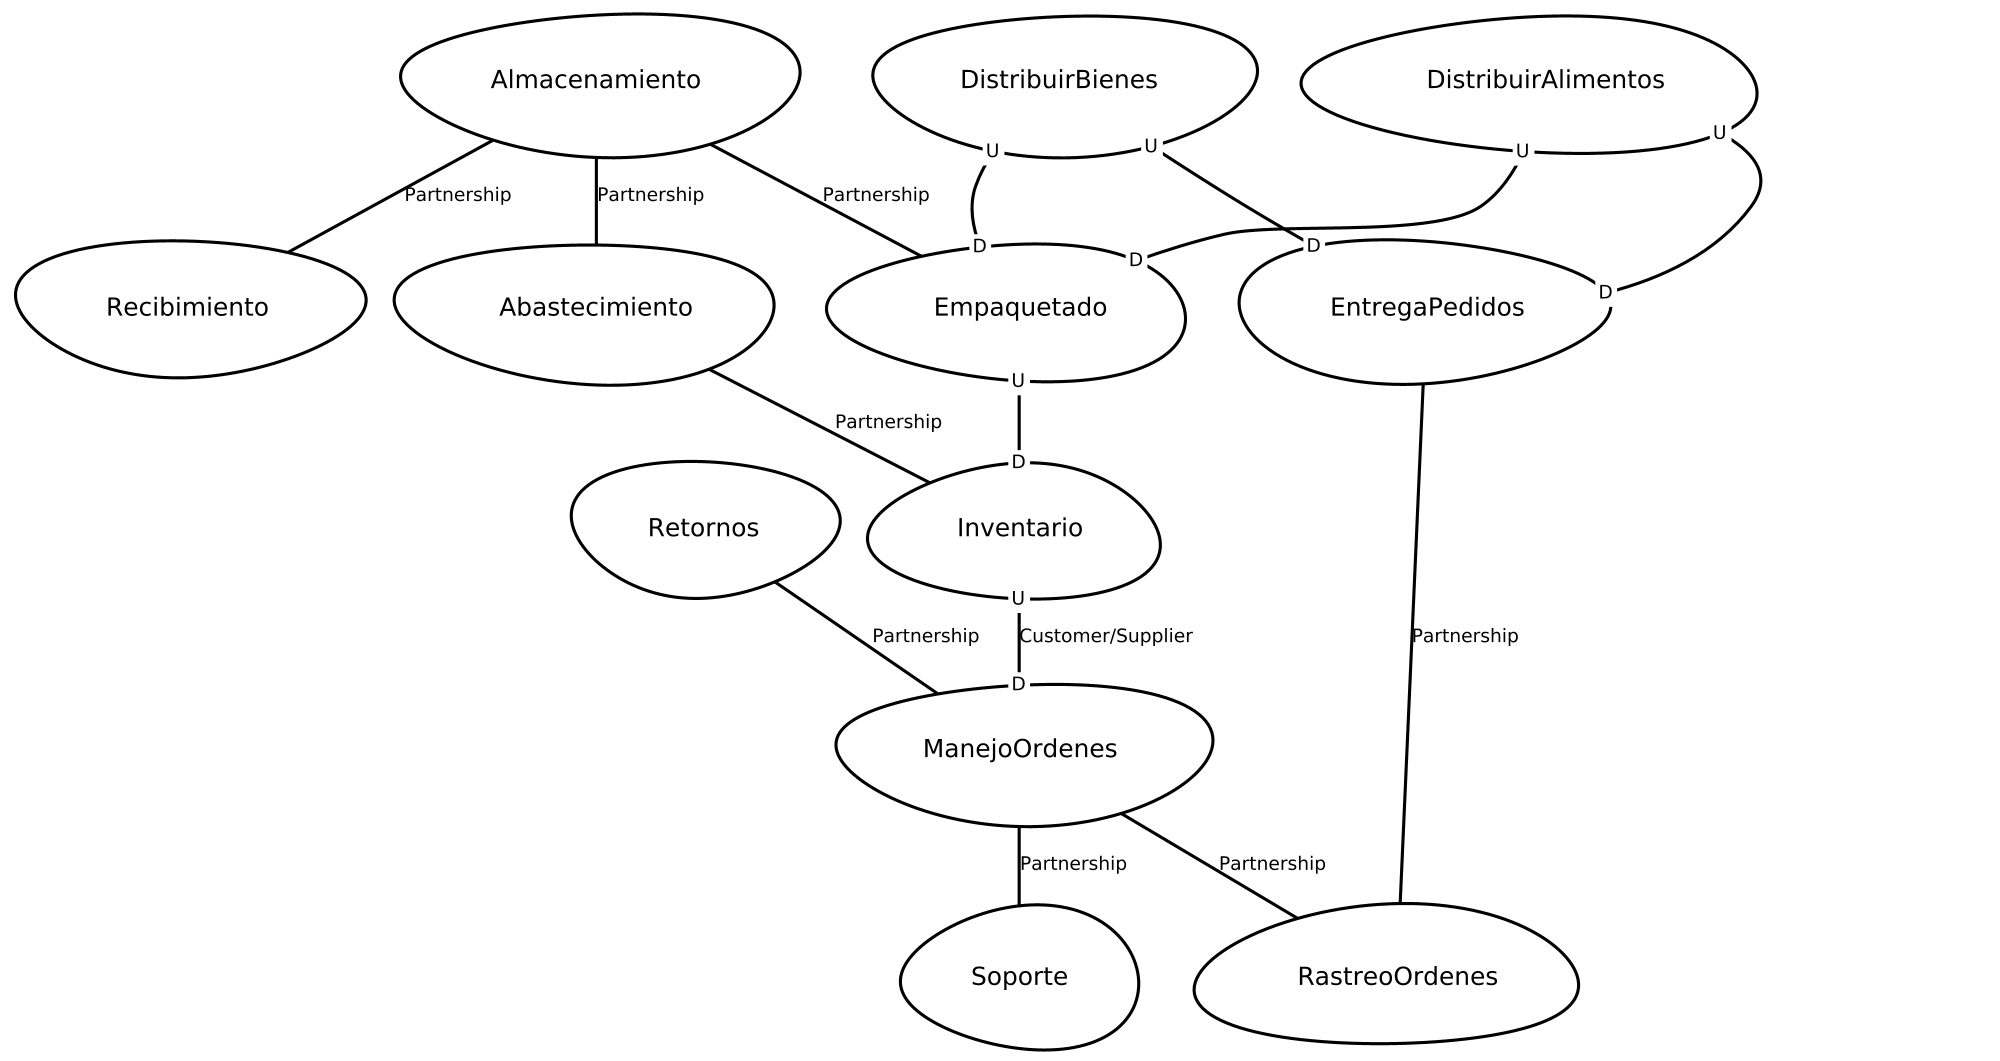 Almacenamiento
DistribuirBienes
DistribuirAlimentos
U
U
U
U
Partnership
Partnership
Partnership
D
D
D
D
Recibimiento
Abastecimiento
Empaquetado
EntregaPedidos
U
Partnership
D
Retornos
Inventario
U
Partnership
Customer/Supplier
Partnership
D
ManejoOrdenes
Partnership
Partnership
Soporte
RastreoOrdenes